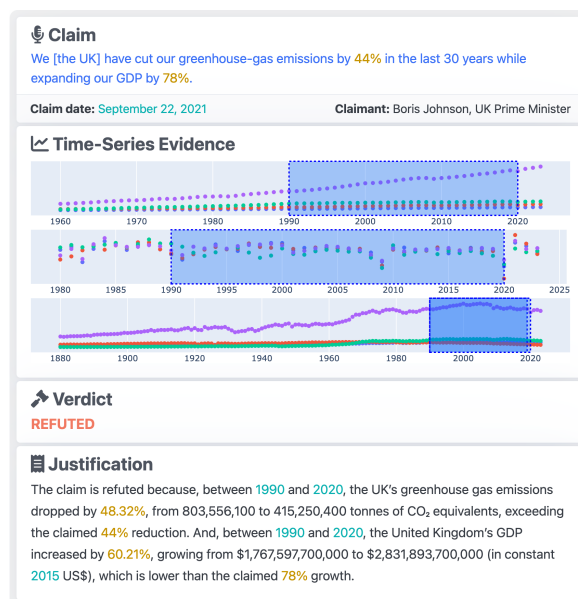 Claim
We [the UK] have cut our greenhouse-gas emissions by 44% in the last 30 years while
expanding our GDP by 78%.
Claim date: September 22, 2021 Claimant: Boris Johnson, UK Prime Minister
Time-Series Evidence
1960 1970 1980 1990 2000 2010 2020
1980 1985 1990 1995 2000 2005 2010 2015 2020 2025
1880 1900 1920 1940 1960 1980 2000 2020
Verdict
REFUTED
Justification
The claim is refuted because, between 1990 and 2020, the UK's greenhouse gas emissions
dropped by 48.32%, from 803,556,100 to 415,250,400 tonnes of CO₂ equivalents, exceeding
the claimed 44% reduction. And, between 1990 and 2020, the United Kingdom's GDP
increased by 60.21%, growing from $1,767,597,700,000 to $2,831,893,700,000 (in constant
2015 US$), which is lower than the claimed 78% growth.